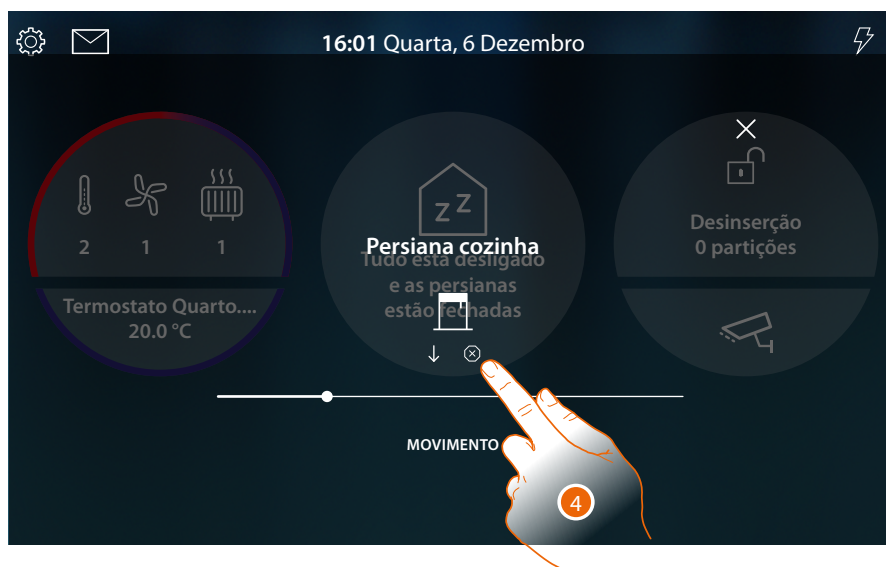 16:01 Quarta, 6 Dezembro
2 1 1
Termostato Quarto....
20.0 °C
z Z
Persiana cozinha
Tudo está desligado
e as persianas
estão fechadas
Desinserção
0 partições
MOVIMENTO
4